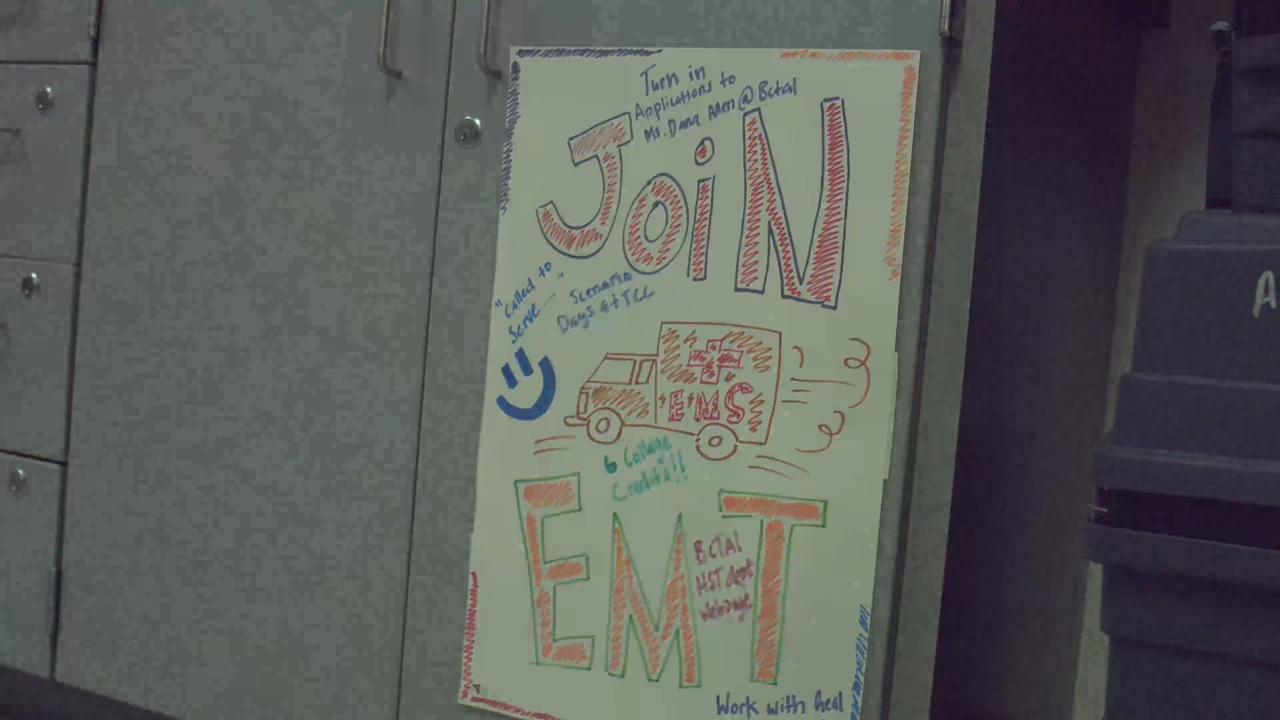 Turn in
Applications to
Ms. Dana Allen @ Bctal
JoiN
"Called to
Serve..."
Scenario
Days at TCC
EMS
6 College
Credits!!
EMT
BCTAL
HST dept
Webpage
Work with Real
A